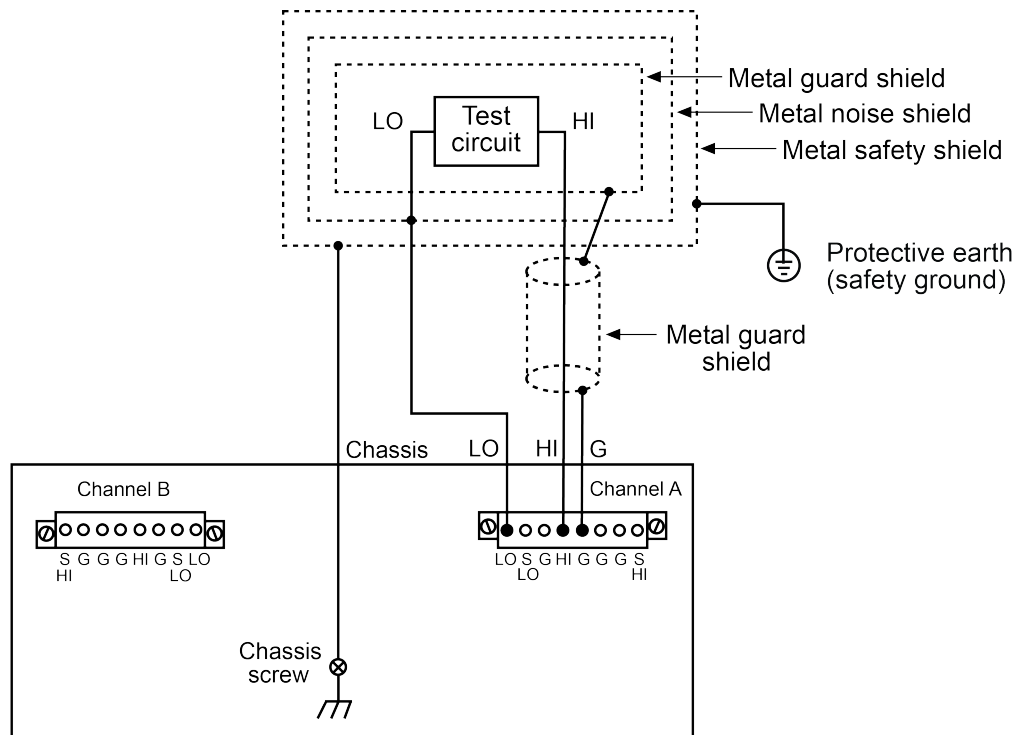 Metal guard shield
Metal noise shield
Metal safety shield
LO
Test
circuit
HI
Protective earth
(safety ground)
Metal guard
shield
Chassis
LO
HI
G
Channel B
Channel A
S G G G HI G S LO
HI LO
LO S G HI G G G S
LO HI
Chassis
screw